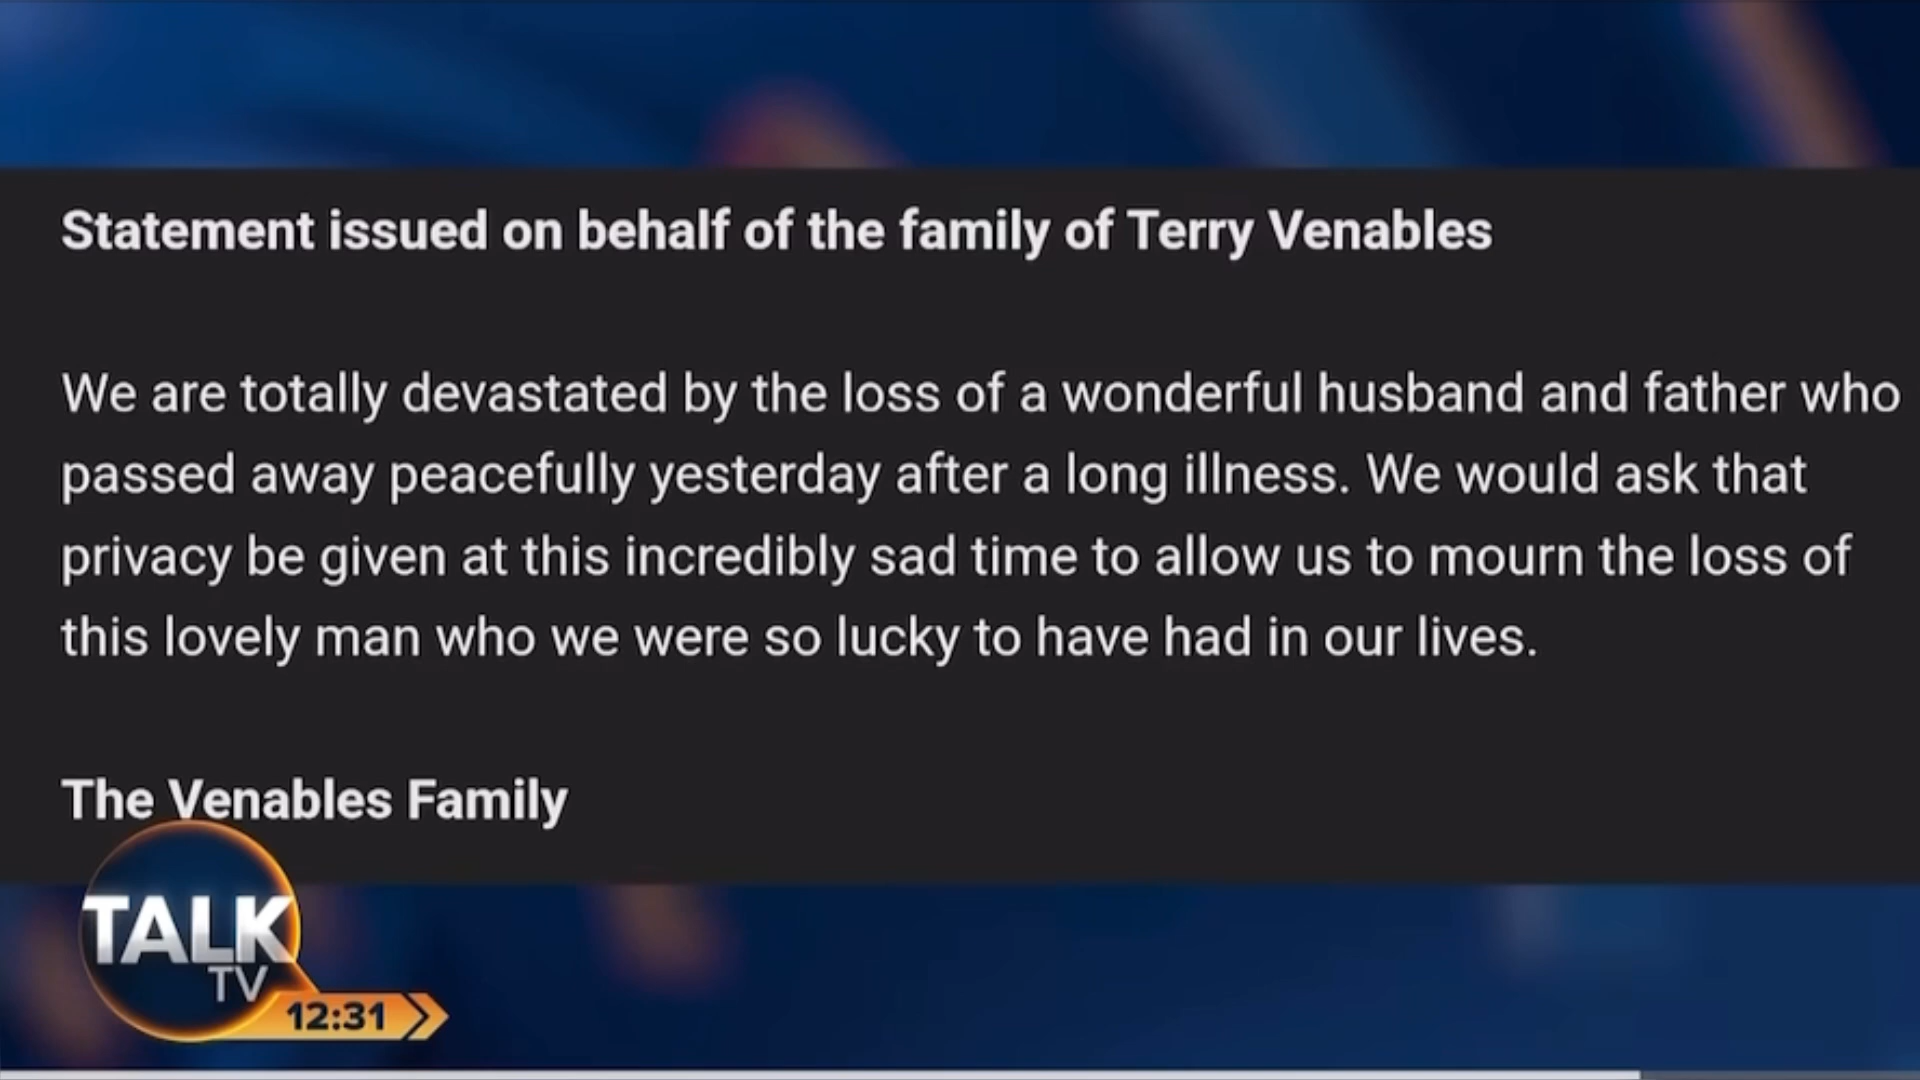 Statement issued on behalf of the family of Terry Venables
We are totally devastated by the loss of a wonderful husband and father who
passed away peacefully yesterday after a long illness. We would ask that
privacy be given at this incredibly sad time to allow us to mourn the loss of
this lovely man who we were so lucky to have had in our lives.
The Venables Family
TALK
TV
12:31